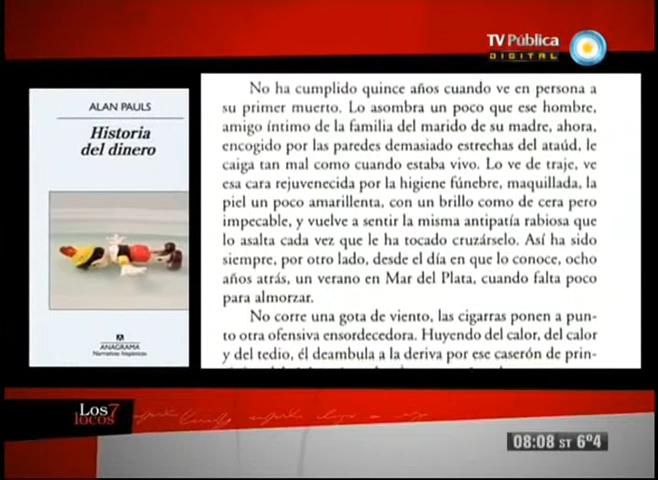 TV Pública
DIGITAL
ALAN PAULS
Historia
del dinero
ANAGRAMA
Narrativas hispánicas
No ha cumplido quince años cuando ve en persona a
su primer muerto. Lo asombra un poco que ese hombre,
amigo íntimo de la familia del marido de su madre, ahora,
encogido por las paredes demasiado estrechas del ataúd, le
caiga tan mal como cuando estaba vivo. Lo ve de traje, ve
esa cara rejuvenecida por la higiene fúnebre, maquillada, la
piel un poco amarillenta, con un brillo como de cera pero
impecable, y vuelve a sentir la misma antipatía rabiosa que
lo asalta cada vez que le ha tocado cruzárselo. Así ha sido
siempre, por otro lado, desde el día en que lo conoce, ocho
años atrás, un verano en Mar del Plata, cuando falta poco
para almorzar.
No corre una gota de viento, las cigarras ponen a pun-
to otra ofensiva ensordecedora. Huyendo del calor, del calor
y del tedio, él deambula a la deriva por ese caserón de prin-
Los 7
locos
08:08 ST 6º4